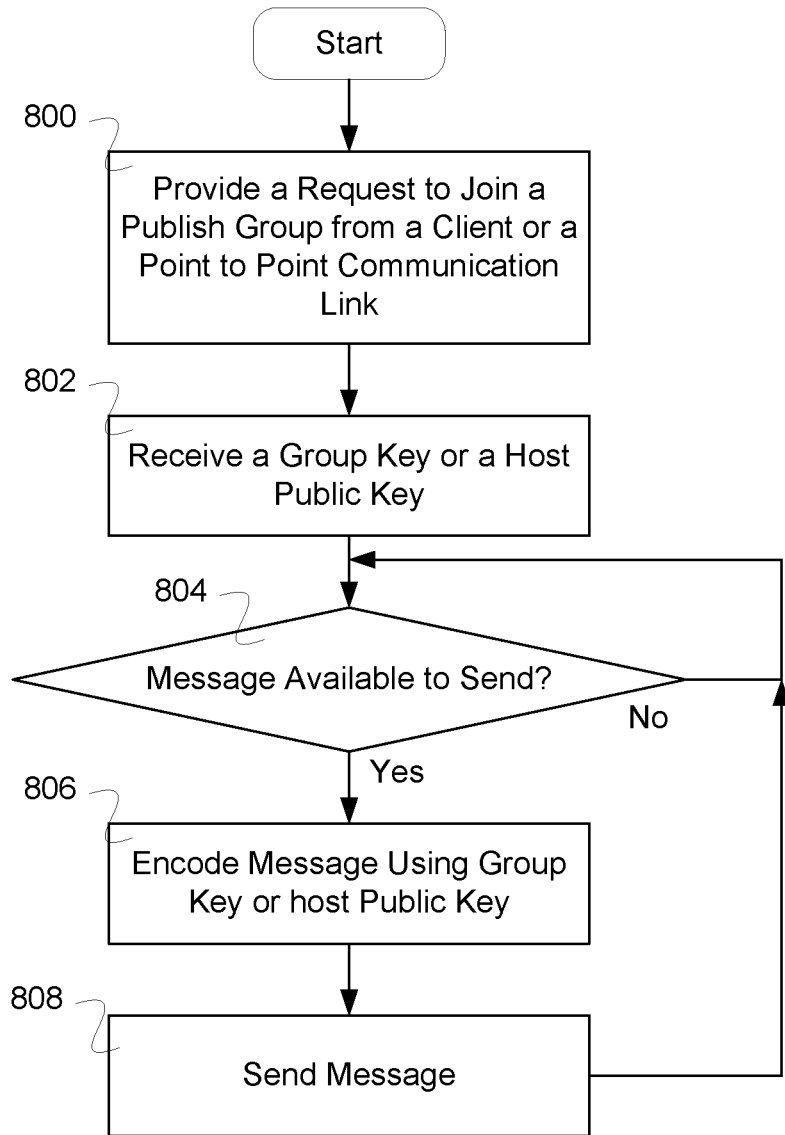 Start
800
Provide a Request to Join a
Publish Group from a Client or a
Point to Point Communication
Link
802
Receive a Group Key or a Host
Public Key
804
Message Available to Send?
No
Yes
806
Encode Message Using Group
Key or host Public Key
808
Send Message